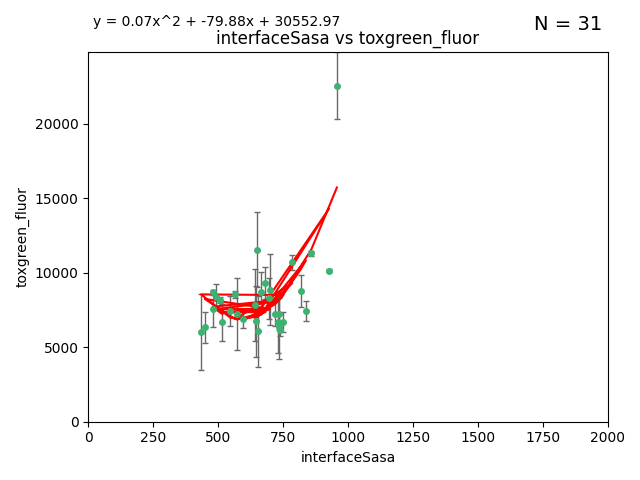 y = 0.07x^2 + -79.88x + 30552.97
N = 31
interfaceSasa vs toxgreen_fluor
toxgreen_fluor
20000
15000
10000
5000
0
0 250 500 750 1000 1250 1500 1750 2000
interfaceSasa